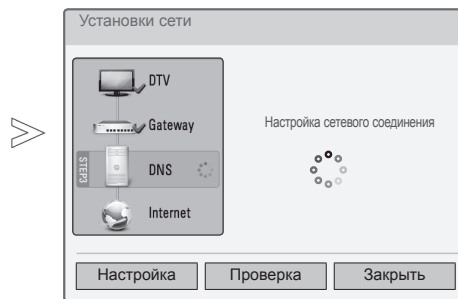 Установки сети
DTV
Gateway
Настройка сетевого соединения
STEP3
DNS
Internet
Настройка
Проверка
Закрыть